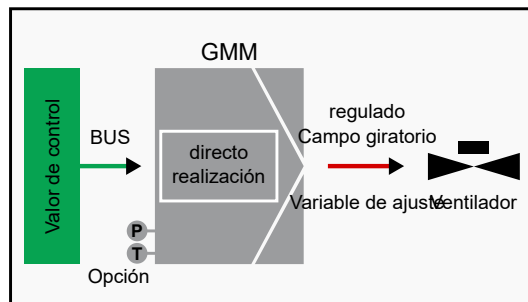 GMM
Valor de control
BUS
directo
realización
regulado
Campo giratorio
Variable de ajuste
Ventilador
P
T
Opción